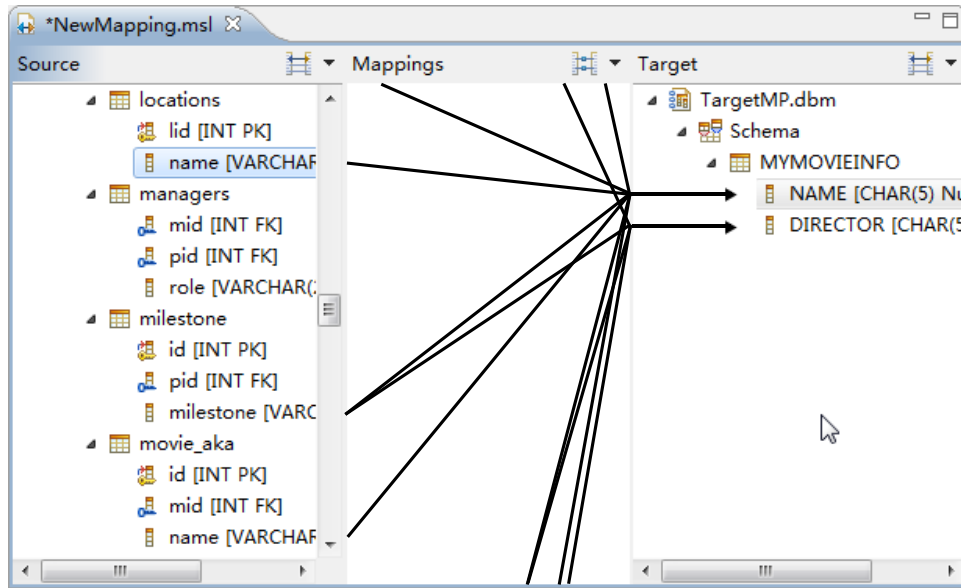 *NewMapping.msl
Source
Mappings
Target
locations
lid [INT PK]
name [VARCHAR
managers
mid [INT FK]
pid [INT FK]
role [VARCHAR(2
milestone
id [INT PK]
pid [INT FK]
milestone [VARC
movie_aka
id [INT PK]
mid [INT FK]
name [VARCHAR
TargetMP.dbm
Schema
MYMOVIEINFO
NAME [CHAR(5) Nu
DIRECTOR [CHAR(5